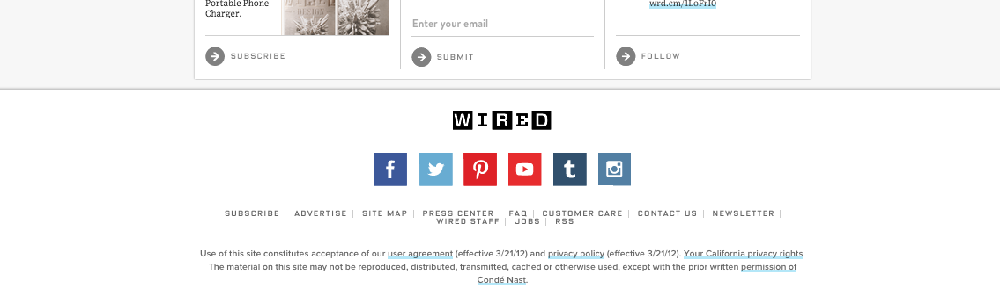 Portable Phone
Charger.
SUBSCRIBE
Enter your email
SUBMIT
wrd.cm/1LoFrI0
FOLLOW
WIRED
SUBSCRIBE | ADVERTISE | SITE MAP | PRESS CENTER | FAQ | CUSTOMER CARE | CONTACT US | NEWSLETTER |
WIRED STAFF | JOBS | RSS
Use of this site constitutes acceptance of our user agreement (effective 3/21/12) and privacy policy (effective 3/21/12). Your California privacy rights.
The material on this site may not be reproduced, distributed, transmitted, cached or otherwise used, except with the prior written permission of
Condé Nast.